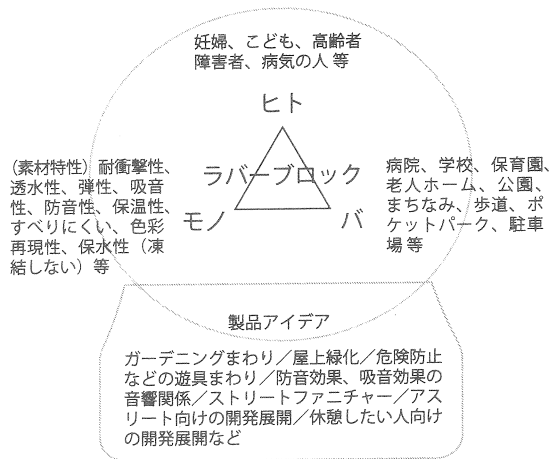 妊婦、こども、高齢者
障害者、病気の人 等
ヒト
(素材特性) 耐衝撃性、
透水性、弾性、吸音
性、防音性、保温性、
すべりにくい、色彩
再現性、保水性(凍
結しない) 等
ラバーブロック
モノ
バ
病院、学校、保育園、
老人ホーム、公園、
まちなみ、歩道、ポ
ケットパーク、駐車
場 等
製品アイデア
ガーデニングまわり/屋上緑化/危険防止
などの遊具まわり/防音効果、吸音効果の
音響関係/ストリートファニチャー/アス
リート向けの開発展開/休憩したい人向け
の開発展開など